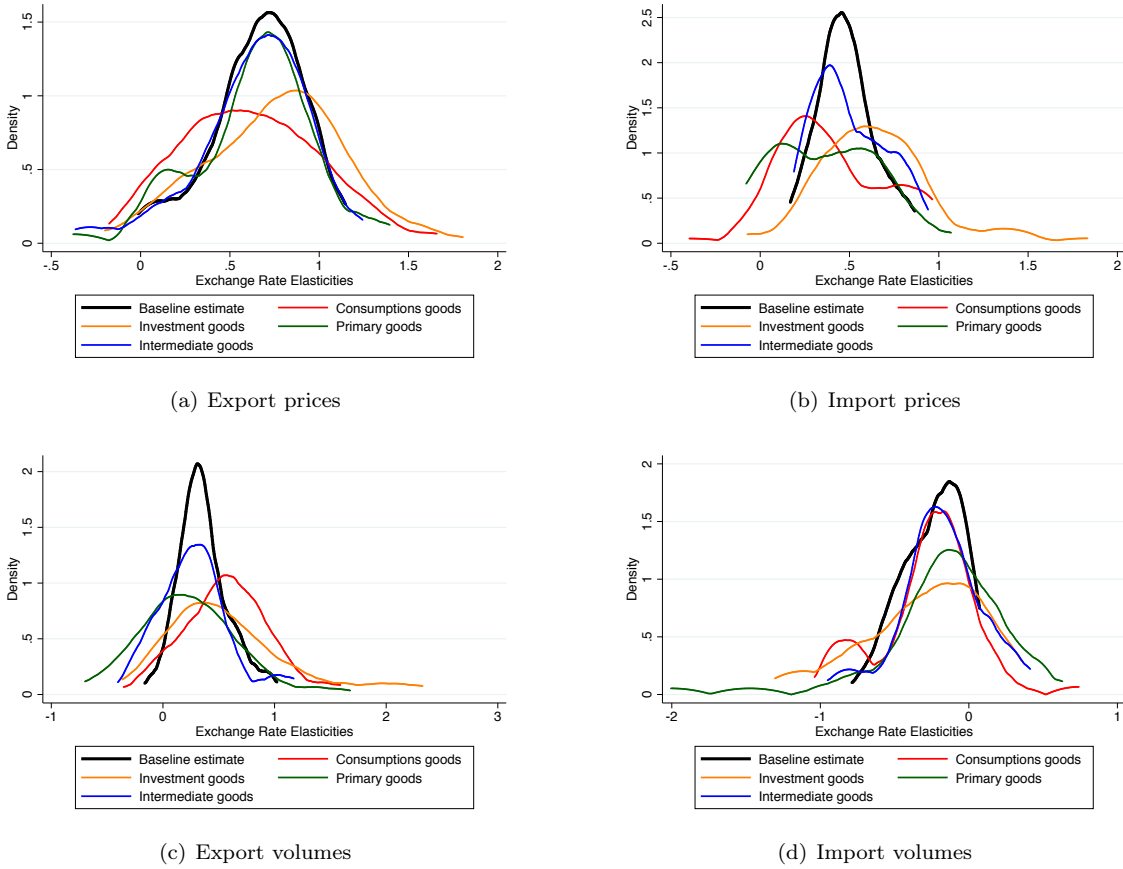 Density
0 .5 1 1.5
-.5 0 .5 1 1.5 2
Exchange Rate Elasticities
Baseline estimate Consumptions goods
Investment goods Primary goods
Intermediate goods
(a) Export prices
Density
0 .5 1 1.5 2 2.5
-.5 0 .5 1 1.5 2
Exchange Rate Elasticities
Baseline estimate Consumptions goods
Investment goods Primary goods
Intermediate goods
(b) Import prices
Density
0 .5 1 1.5 2
-1 0 1 2 3
Exchange Rate Elasticities
Baseline estimate Consumptions goods
Investment goods Primary goods
Intermediate goods
(c) Export volumes
Density
0 .5 1 1.5 2
-2 -1 0 1
Exchange Rate Elasticities
Baseline estimate Consumptions goods
Investment goods Primary goods
Intermediate goods
(d) Import volumes